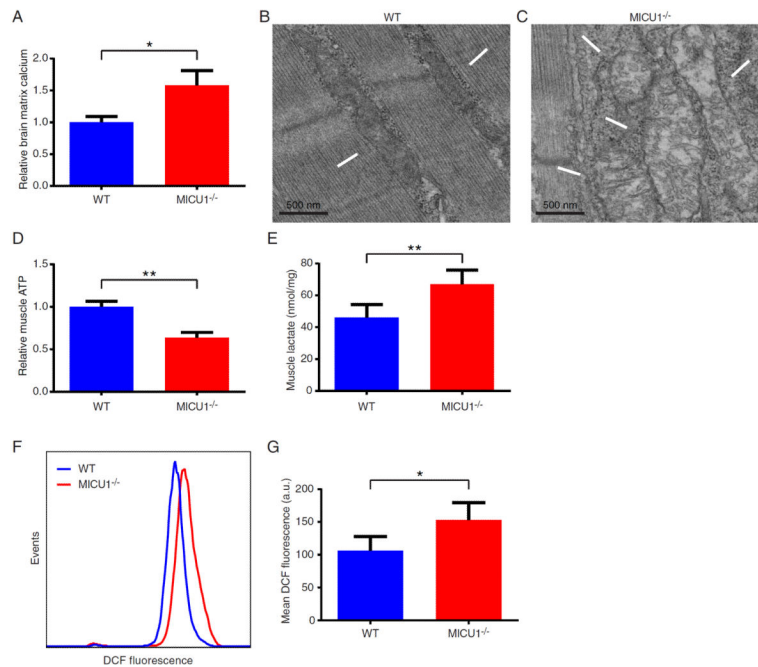 A
*
Relative brain matrix calcium
2.0
1.5
1.0
0.5
0.0
WT
MICU1-/-
B
WT
500 nm
C
MICU1-/-
500 nm
D
**
Relative muscle ATP
1.5
1.0
0.5
0.0
WT
MICU1-/-
E
**
Muscle lactate (nmol/mg)
80
60
40
20
0
WT
MICU1-/-
F
WT
MICU1-/-
Events
DCF fluorescence
G
*
Mean DCF fluorescence (a.u.)
200
150
100
50
0
WT
MICU1-/-